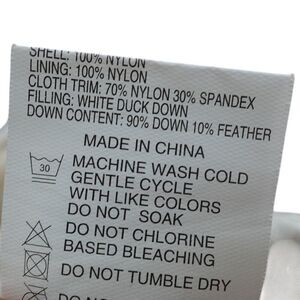 SHELL: 100% NYLON
LINING: 100% NYLON
CLOTH TRIM: 70% NYLON 30% SPANDEX
FILLING: WHITE DUCK DOWN
DOWN CONTENT: 90% DOWN 10% FEATHER
MADE IN CHINA
30
MACHINE WASH COLD
GENTLE CYCLE
WITH LIKE COLORS
DO NOT SOAK
DO NOT CHLORINE
BASED BLEACHING
DO NOT TUMBLE DRY
DO NOT